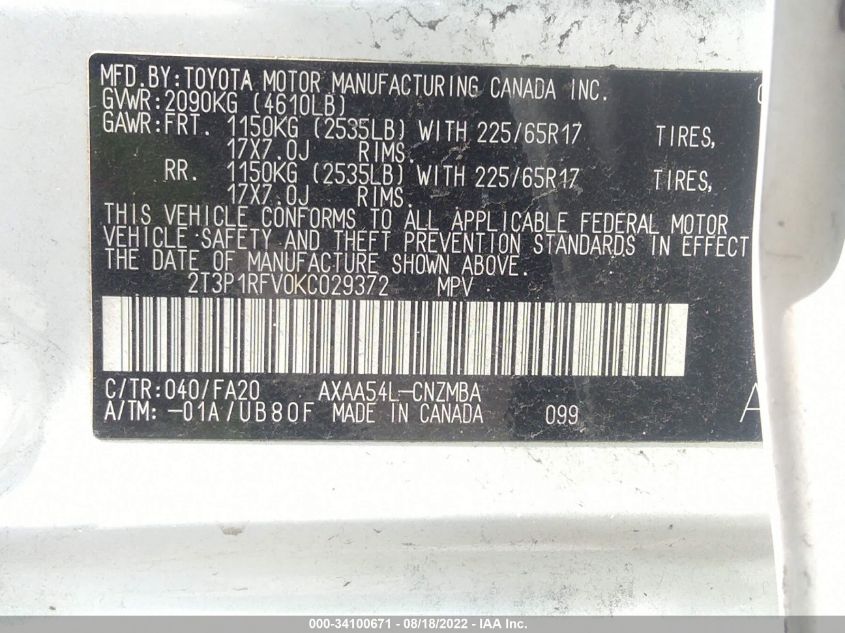 MFD.BY:TOYOTA MOTOR MANUFACTURING CANADA INC.
GVWR:2090KG (4610LB)
GAWR:FRT. 1150KG (2535LB) WITH 225/65R17 TIRES,
17X7.0J RIMS.
RR. 1150KG (2535LB) WITH 225/65R17 TIRES,
17X7.0J RIMS.
THIS VEHICLE CONFORMS TO ALL APPLICABLE FEDERAL MOTOR
VEHICLE SAFETY AND THEFT PREVENTION STANDARDS IN EFFECT
THE DATE OF MANUFACTURE SHOWN ABOVE.
2T3P1RFV0KC029372 MPV
C/TR:040/FA20 AXAA54L-CNZMBA
A/TM:-01A/UB80F MADE IN CANADA 099 A
000-34100671 - 08/18/2022 - IAA Inc.